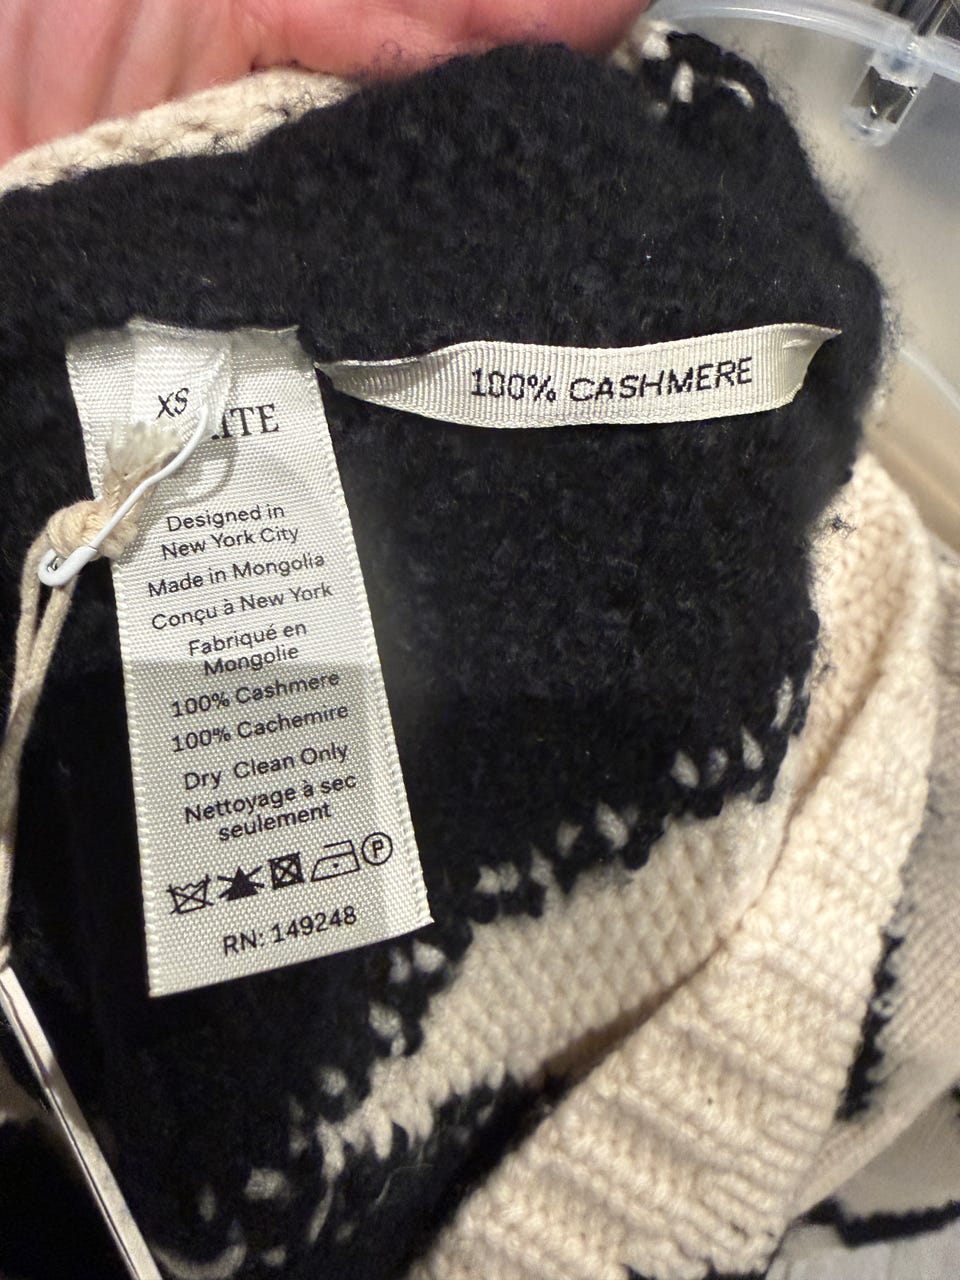 100% CASHMERE
XS
Designed in
New York City
Made in Mongolia
Conçu à New York
Fabriqué en
Mongolie
100% Cashmere
100% Cachemire
Dry Clean Only
Nettoyage à sec
seulement
P
RN: 149248